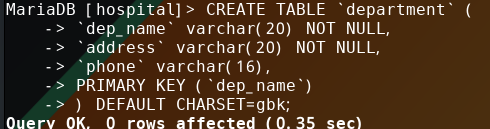 MariaDB [hospital]> CREATE TABLE `department` (
    -> `dep_name` varchar(20) NOT NULL,
    -> `address` varchar(20) NOT NULL,
    -> `phone` varchar(16),
    -> PRIMARY KEY (`dep_name`)
    -> ) DEFAULT CHARSET=gbk;
Query OK, 0 rows affected (0.35 sec)